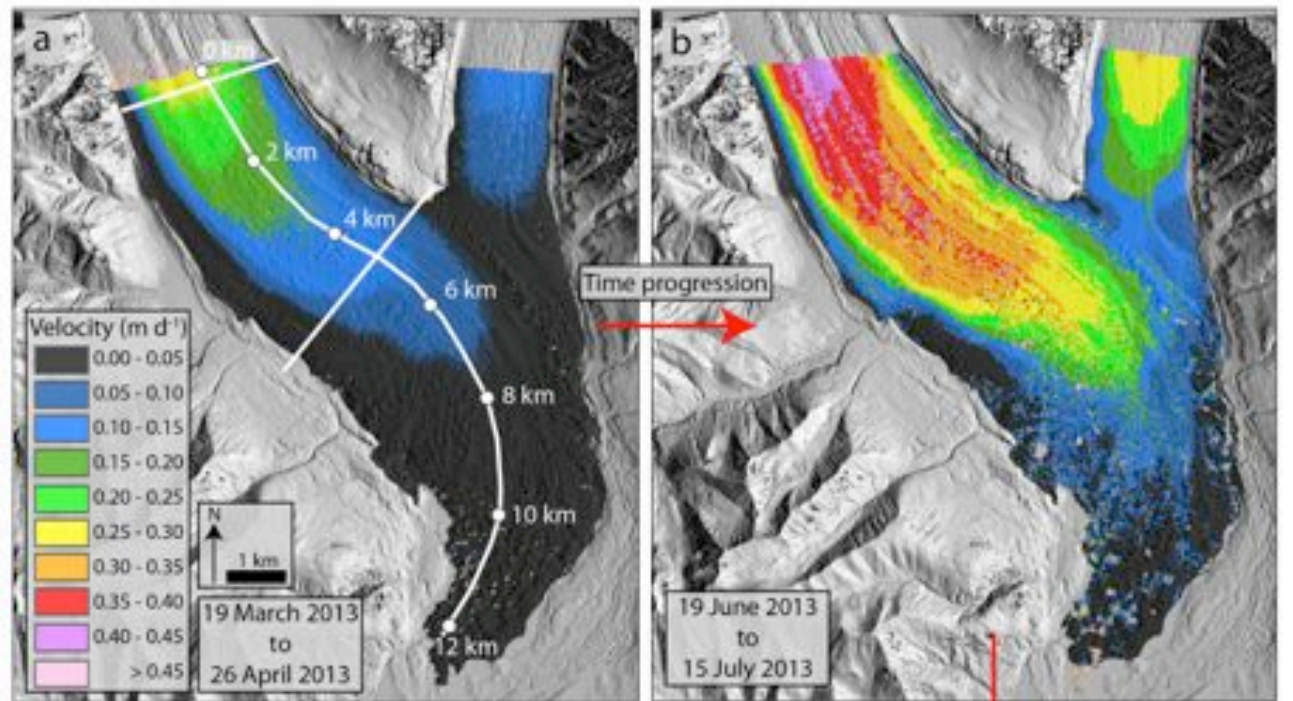 a
0 km
2 km
4 km
6 km
8 km
10 km
12 km
Velocity (m d⁻¹)
0.00 - 0.05
0.05 - 0.10
0.10 - 0.15
0.15 - 0.20
0.20 - 0.25
0.25 - 0.30
0.30 - 0.35
0.35 - 0.40
0.40 - 0.45
> 0.45
N
1 km
19 March 2013
to
26 April 2013
Time progression
b
19 June 2013
to
15 July 2013